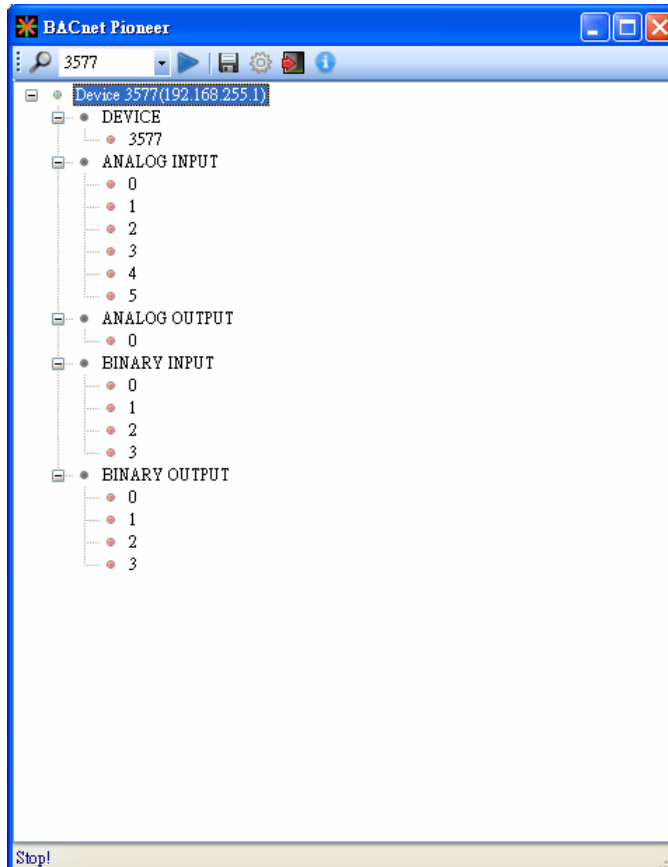 BACnet Pioneer
3577
Device 3577(192.168.255.1)
DEVICE
3577
ANALOG INPUT
0
1
2
3
4
5
ANALOG OUTPUT
0
BINARY INPUT
0
1
2
3
BINARY OUTPUT
0
1
2
3
Stop!